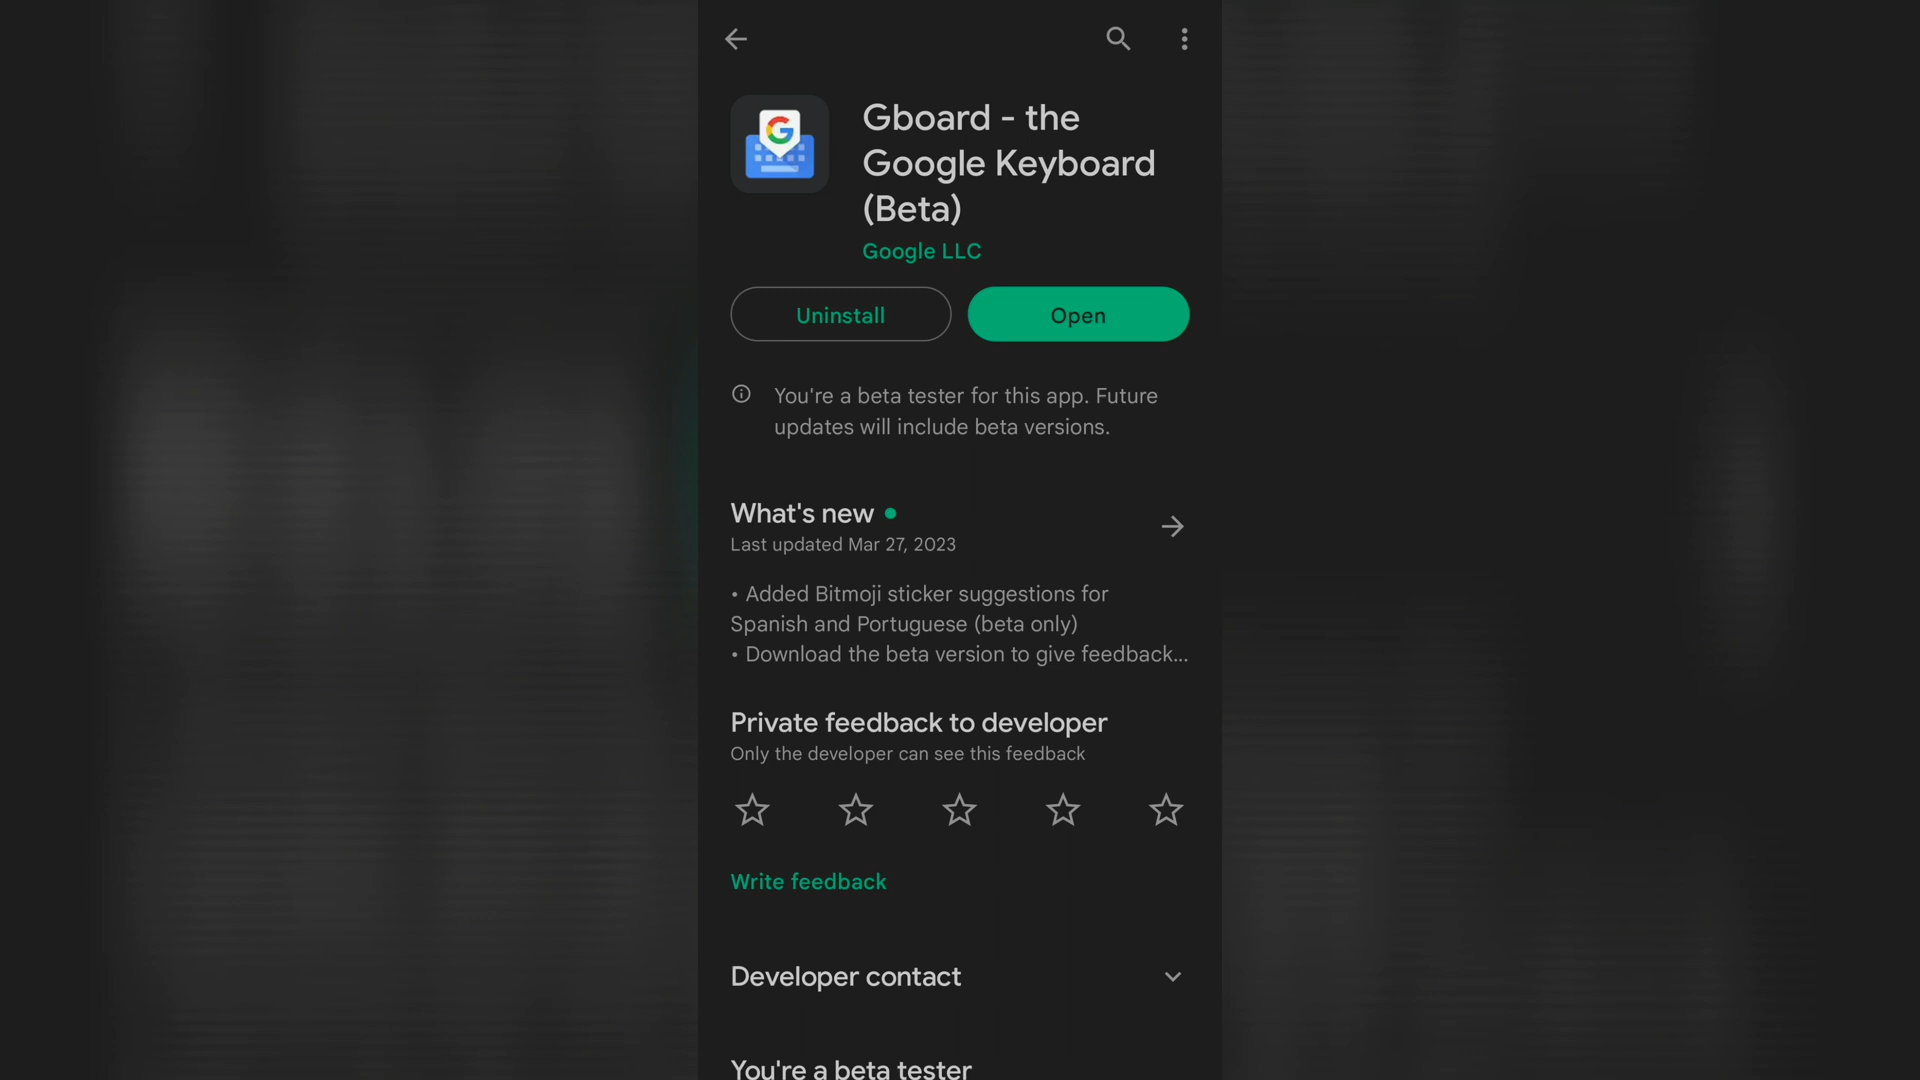 Gboard - the
Google Keyboard
(Beta)
Google LLC
Uninstall
Open
You're a beta tester for this app. Future
updates will include beta versions.
What's new
Last updated Mar 27, 2023
• Added Bitmoji sticker suggestions for
Spanish and Portuguese (beta only)
• Download the beta version to give feedback...
Private feedback to developer
Only the developer can see this feedback
Write feedback
Developer contact
You're a beta tester